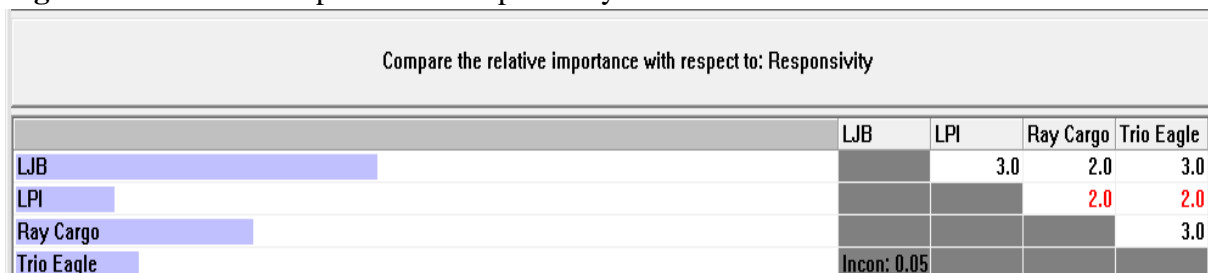 Compare the relative importance with respect to: Responsivity
LJB LPI Ray Cargo Trio Eagle
LJB 3.0 2.0 3.0
LPI 2.0 2.0
Ray Cargo 3.0
Trio Eagle Incon: 0.05